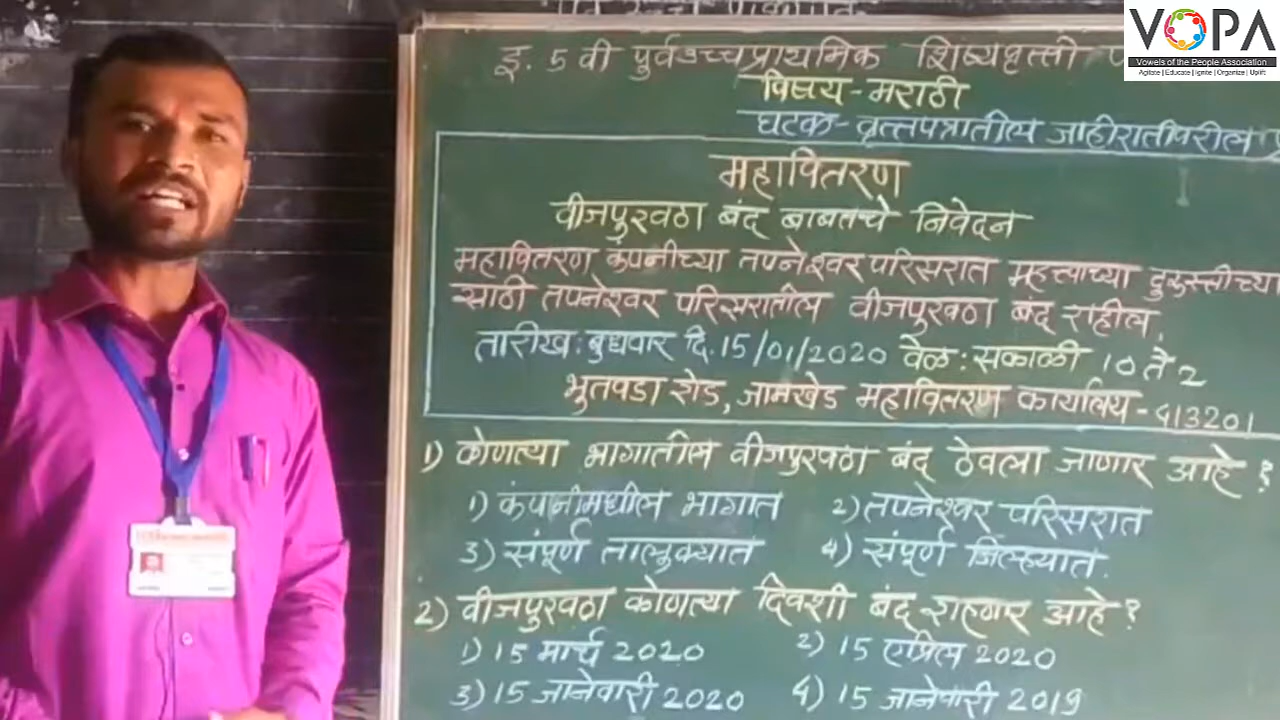 VOPA
Vowels of the People Association
Agitate | Educate | Ignite | Organize | Uplift
इ. 5 वी पुर्वउच्चप्राथमिक शिष्यवृत्ती
विषय-मराठी
घटक-वृत्तपत्रातील जाहीरातीवरील
महावितरण
वीजपुरवठा बंद बाबतचे निवेदन
महावितरण कंपनीच्या तपनेश्वर परिसरात महत्त्वाच्या दुरुस्तीच्या
साठी तपनेश्वर परिसरातील वीजपुरवठा बंद राहील.
तारीख: बुधवार दि. 15/01/2020 वेळ: सकाळी 10 ते 2
भुतवडा रोड, जामखेड महावितरण कार्यालय - 413201
1) कोणत्या भागातील वीजपुरवठा बंद ठेवला जाणार आहे ?
1) कंपनीमधील भागात 2) तपनेश्वर परिसरात
3) संपूर्ण तालुक्यात 4) संपूर्ण जिल्ह्यात.
2) वीजपुरवठा कोणत्या दिवशी बंद राहणार आहे ?
1) 15 मार्च 2020 2) 15 एप्रिल 2020
3) 15 जानेवारी 2020 4) 15 जानेवारी 2019